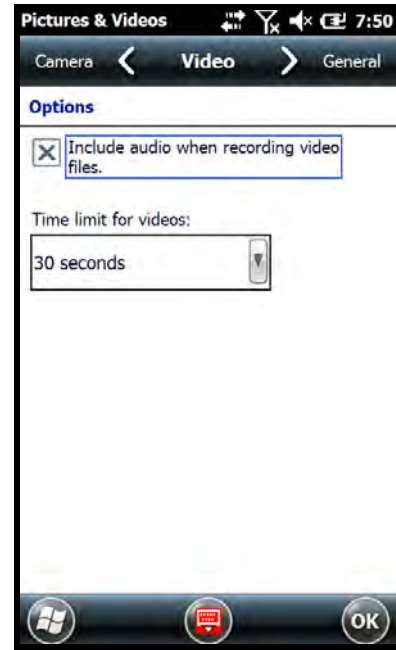 Pictures & Videos 7:50
Camera Video General
Options
Include audio when recording video
files.
Time limit for videos:
30 seconds
OK